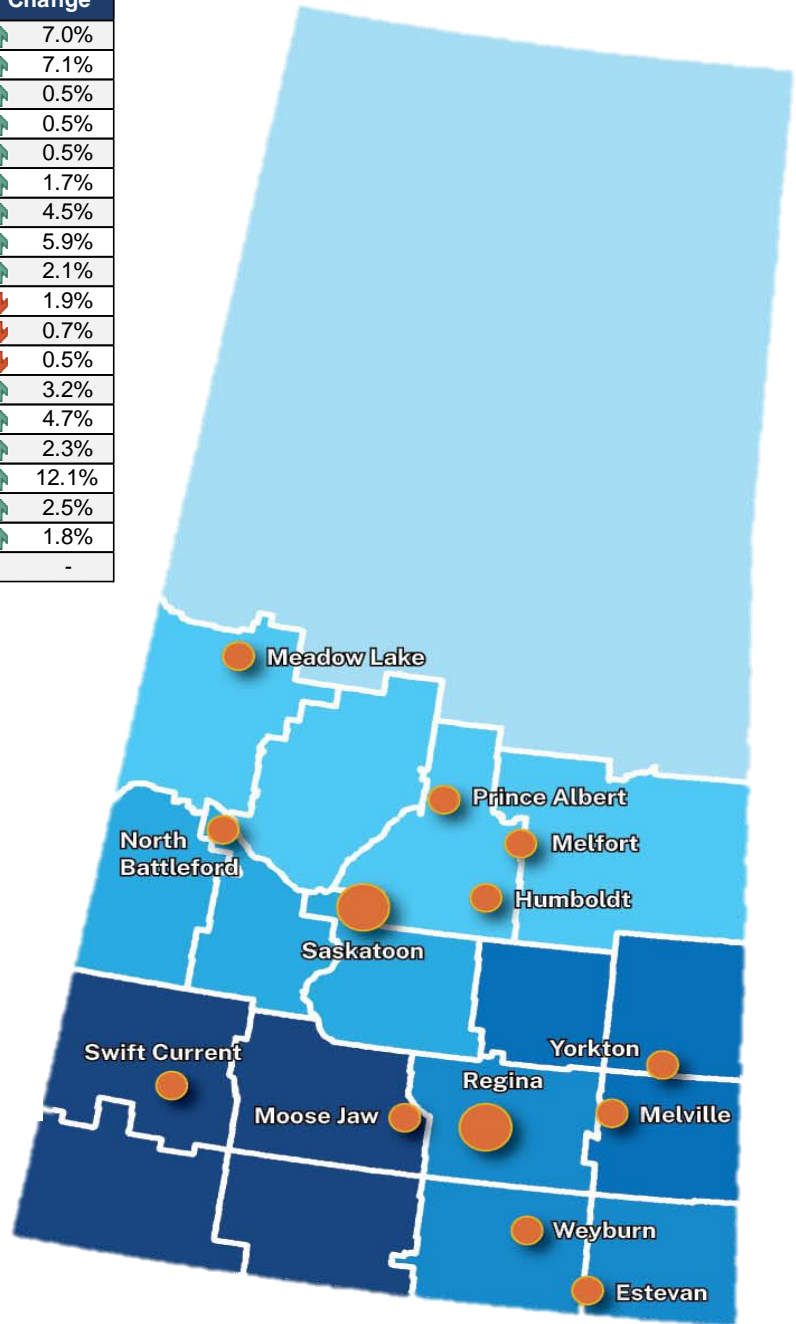 Change
7.0%
7.1%
0.5%
0.5%
0.5%
1.7%
4.5%
5.9%
2.1%
1.9%
0.7%
0.5%
3.2%
4.7%
2.3%
12.1%
2.5%
1.8%
-
Meadow Lake
Prince Albert
North
Battleford
Melfort
Humboldt
Saskatoon
Swift Current
Yorkton
Regina
Moose Jaw
Melville
Weyburn
Estevan